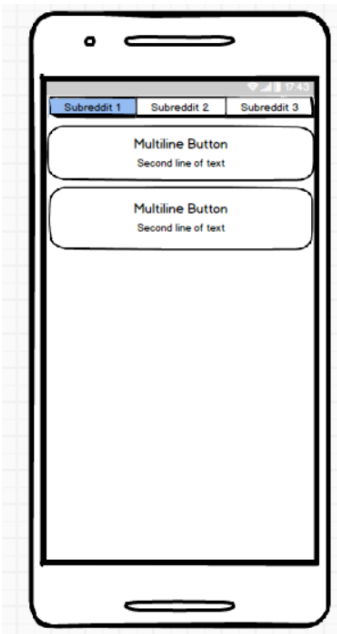 17:43
Subreddit 1 Subreddit 2 Subreddit 3
Multiline Button
Second line of text
Multiline Button
Second line of text